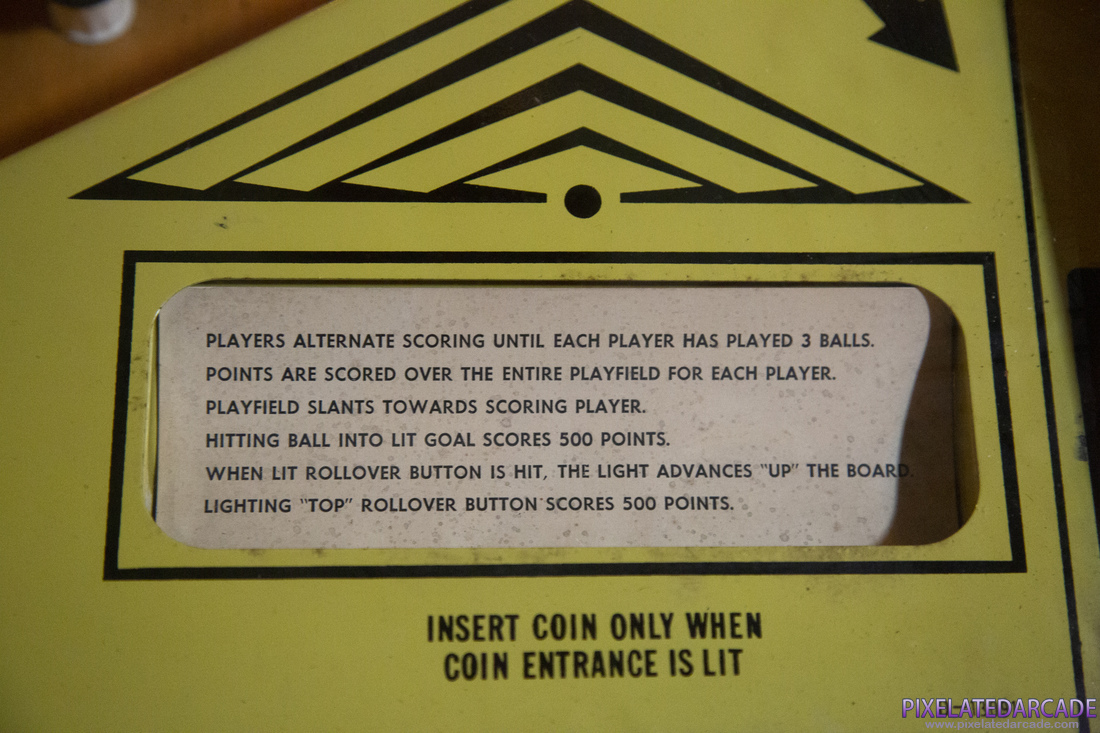 PLAYERS ALTERNATE SCORING UNTIL EACH PLAYER HAS PLAYED 3 BALLS.
POINTS ARE SCORED OVER THE ENTIRE PLAYFIELD FOR EACH PLAYER.
PLAYFIELD SLANTS TOWARDS SCORING PLAYER.
HITTING BALL INTO LIT GOAL SCORES 500 POINTS.
WHEN LIT ROLLOVER BUTTON IS HIT, THE LIGHT ADVANCES "UP" THE BOARD.
LIGHTING "TOP" ROLLOVER BUTTON SCORES 500 POINTS.
INSERT COIN ONLY WHEN
COIN ENTRANCE IS LIT
PIXELATEDARCADE
www.pixelatedarcade.com